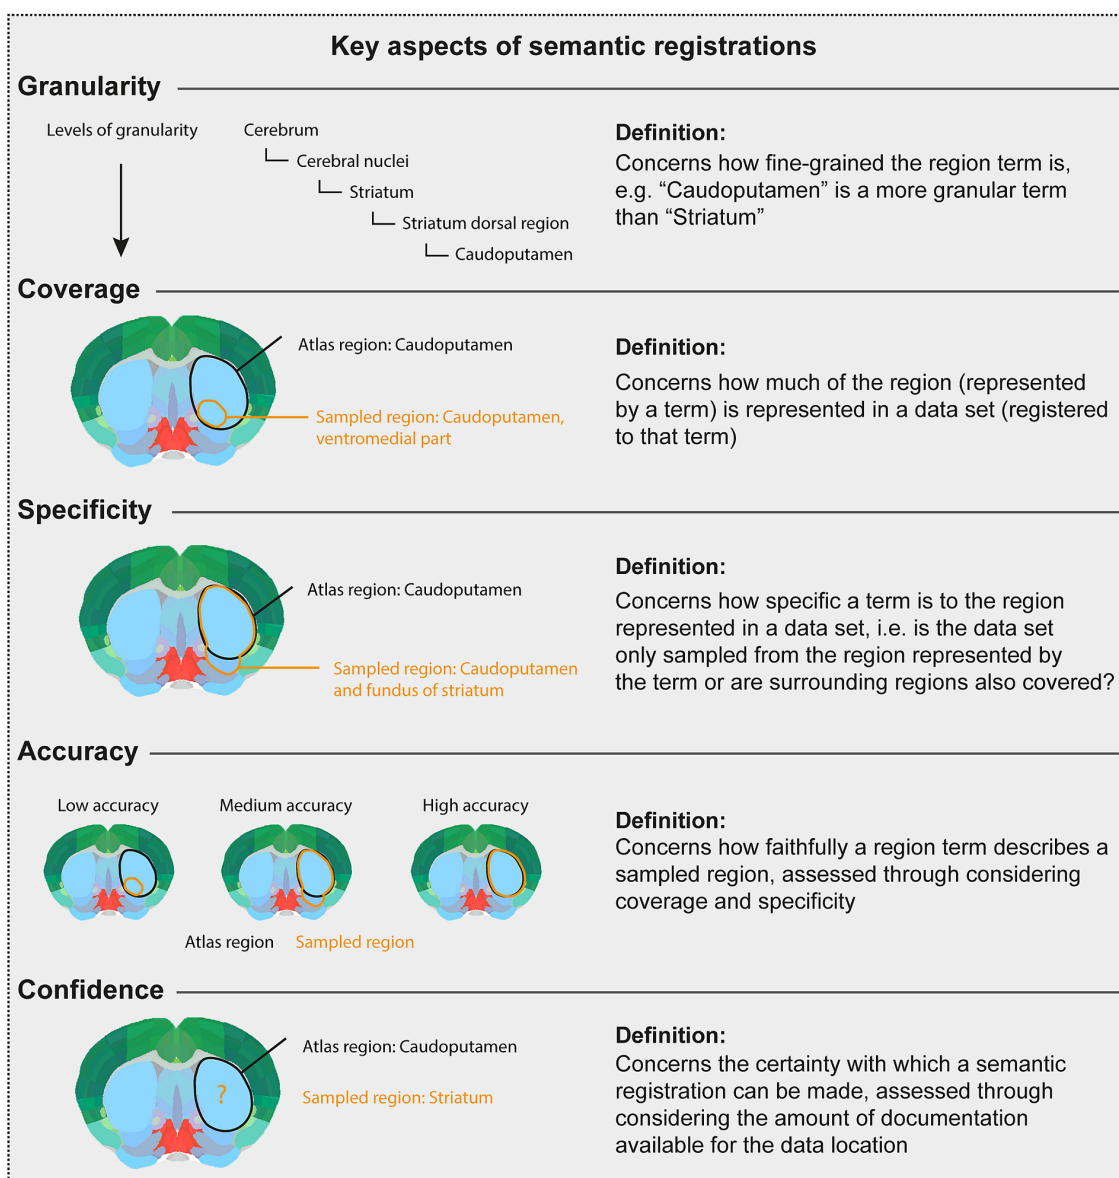 Key aspects of semantic registrations
Granularity
Levels of granularity
Cerebrum
Cerebral nuclei
Striatum
Striatum dorsal region
Caudoputamen
Definition:
Concerns how fine-grained the region term is,
e.g. “Caudoputamen” is a more granular term
than “Striatum”
Coverage
Atlas region: Caudoputamen
Sampled region: Caudoputamen,
ventromedial part
Definition:
Concerns how much of the region (represented
by a term) is represented in a data set (registered
to that term)
Specificity
Atlas region: Caudoputamen
Sampled region: Caudoputamen
and fundus of striatum
Definition:
Concerns how specific a term is to the region
represented in a data set, i.e. is the data set
only sampled from the region represented by
the term or are surrounding regions also covered?
Accuracy
Low accuracy
Medium accuracy
High accuracy
Atlas region
Sampled region
Definition:
Concerns how faithfully a region term describes a
sampled region, assessed through considering
coverage and specificity
Confidence
Atlas region: Caudoputamen
?
Sampled region: Striatum
Definition:
Concerns the certainty with which a semantic
registration can be made, assessed through
considering the amount of documentation
available for the data location